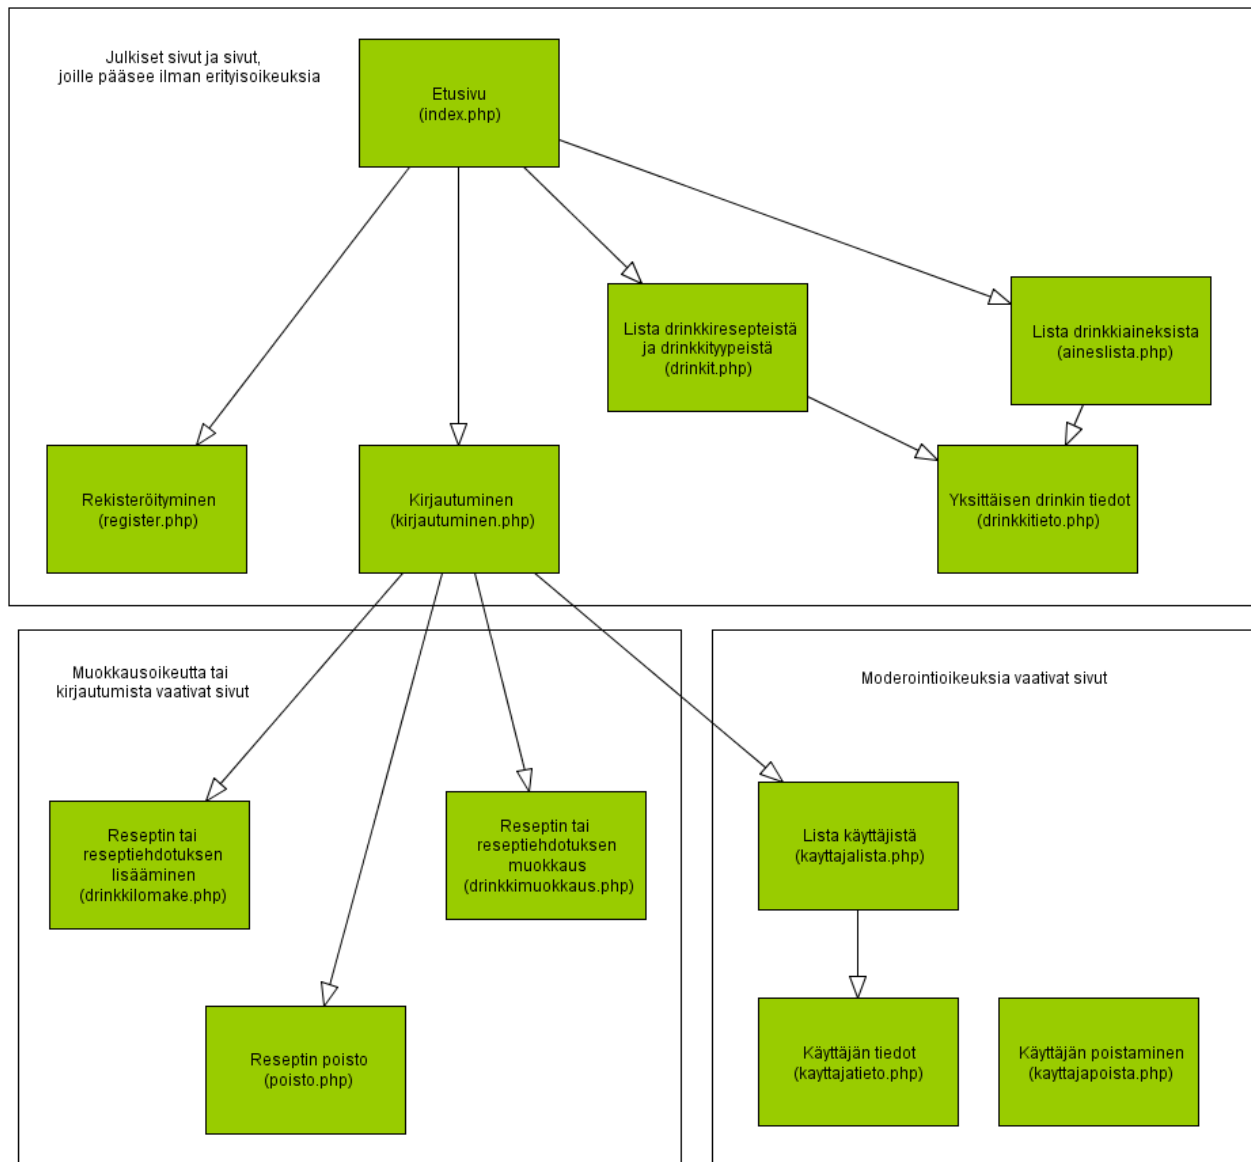 Julkiset sivut ja sivut,
joille pääsee ilman erityisoikeuksia
Etusivu
(index.php)
Lista drinkkiresepteistä
ja drinkkityypeistä
(drinkit.php)
Lista drinkkiaineksista
(aineslista.php)
Rekisteröityminen
(register.php)
Kirjautuminen
(kirjautuminen.php)
Yksittäisen drinkin tiedot
(drinkkitieto.php)
Muokkausoikeutta tai
kirjautumista vaativat sivut
Moderointioikeuksia vaativat sivut
Reseptin tai
reseptiehdotuksen
lisääminen
(drinkkilomake.php)
Reseptin tai
reseptiehdotuksen
muokkaus
(drinkkimuokkaus.php)
Lista käyttäjistä
(kayttajalista.php)
Reseptin poisto
(poisto.php)
Käyttäjän tiedot
(kayttajatieto.php)
Käyttäjän poistaminen
(kayttajapoista.php)